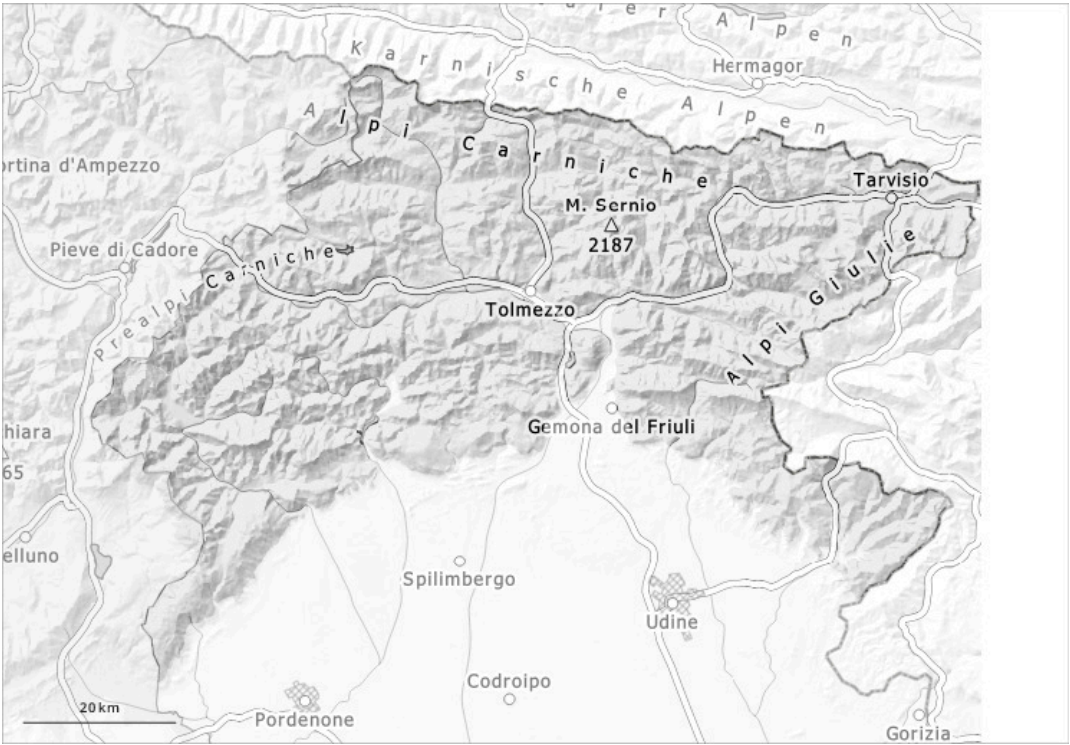 Alpen
Karnische Alpen
Hermagor
Alpi Carniche
ortina d'Ampezzo
Tarvisio
M. Sernio
2187
Pieve di Cadore
Prealpi Carniche
Alpi Giulie
Tolmezzo
Gemona del Friuli
hiara
65
elluno
Spilimbergo
Udine
Codroipo
20km
Pordenone
Gorizia